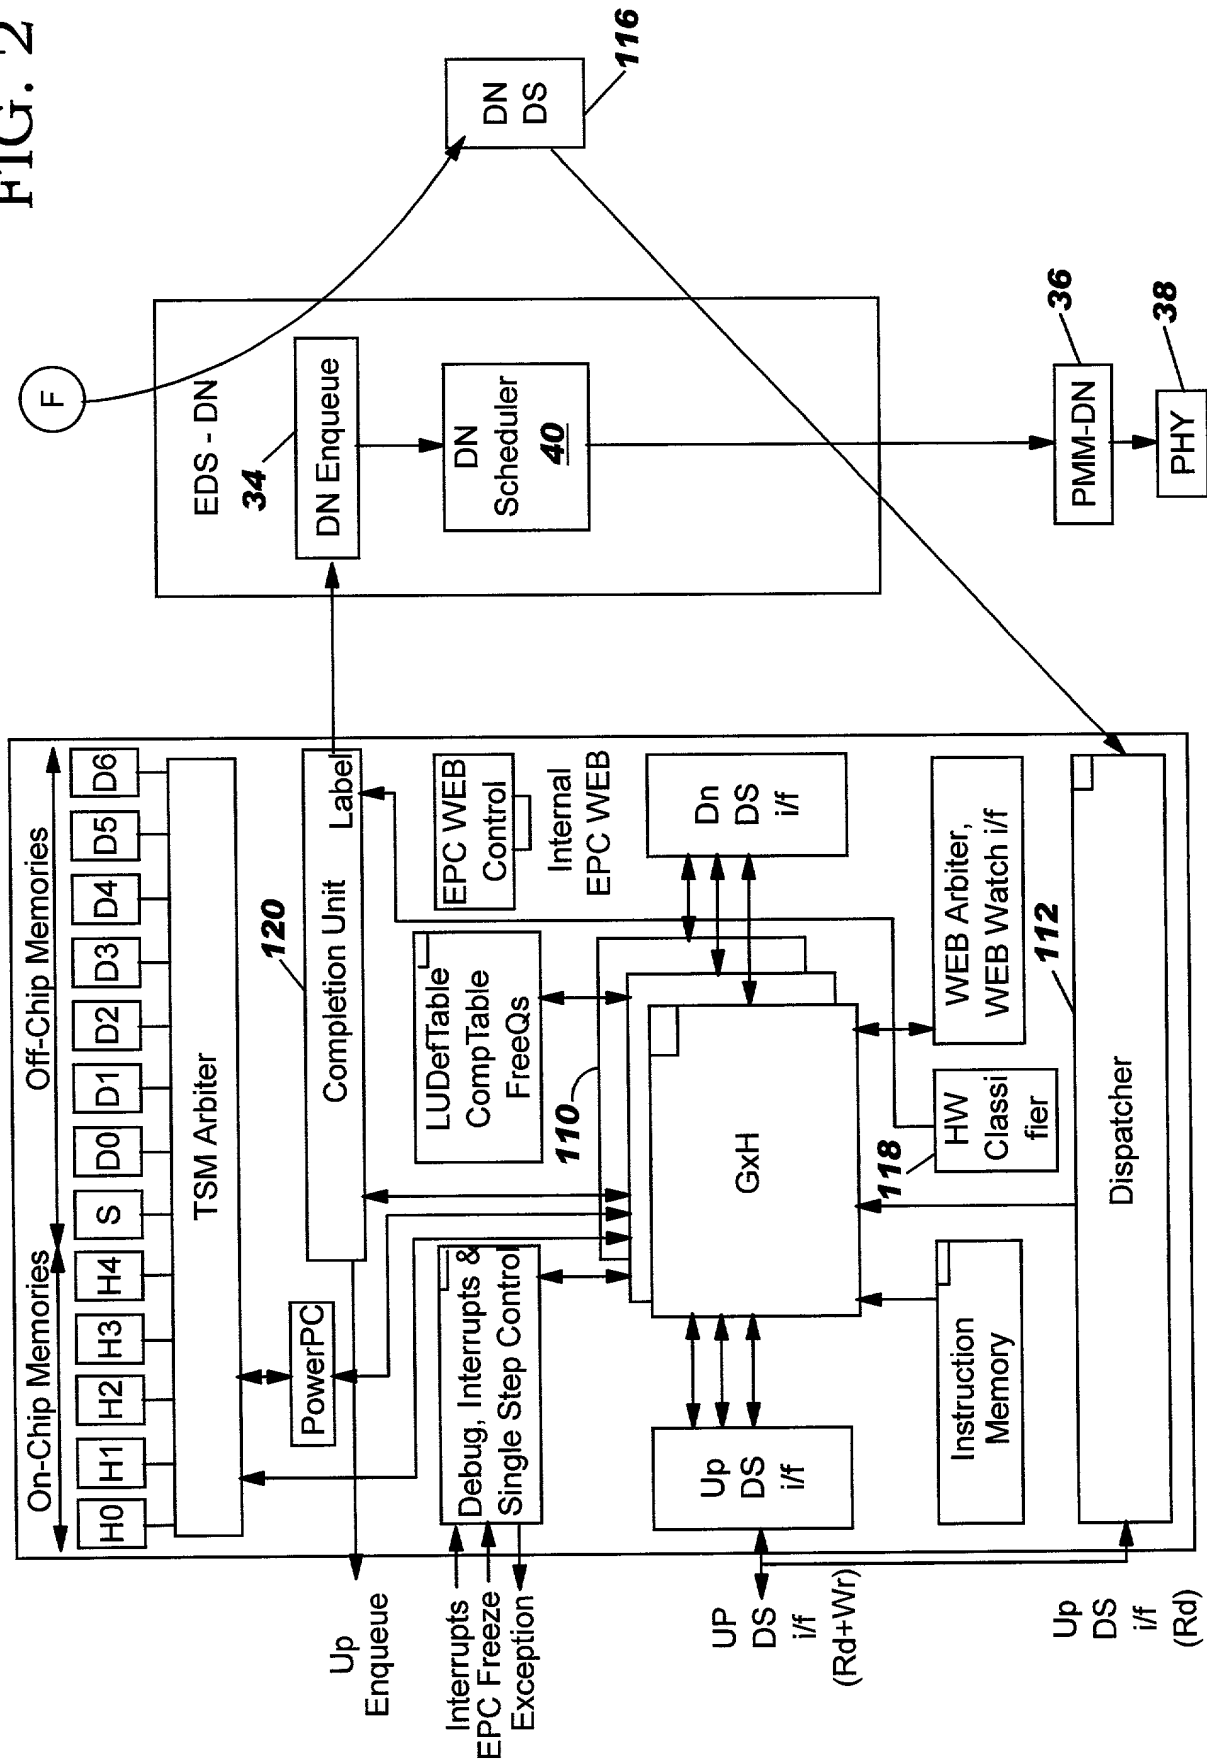 FIG. 2
On-Chip Memories
Off-Chip Memories
H0
H1
H2
H3
H4
S
D0
D1
D2
D3
D4
D5
D6
TSM Arbiter
PowerPC
120
Completion Unit
Label
Up
Enqueue
Interrupts
EPC Freeze
Exception
Debug, Interrupts &
Single Step Control
LUDefTable
CompTable
FreeQs
EPC WEB
Control
Internal
EPC WEB
110
GxH
Up
DS
i/f
Dn
DS
i/f
UP
DS
i/f
(Rd+Wr)
Instruction
Memory
118
HW
Classi
fier
WEB Arbiter,
WEB Watch i/f
112
Dispatcher
Up
DS
i/f
(Rd)
F
EDS - DN
34
DN Enqueue
DN
Scheduler
40
DN
DS
116
PMM-DN
36
PHY
38